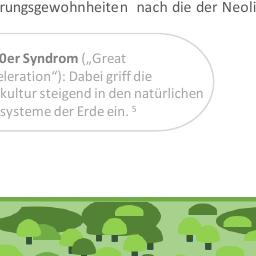 rungsgewohnheiten nach die der Neoli
0er Syndrom („Great
eleration“): Dabei griff die
kultur steigend in den natürlichen
systeme der Erde ein. ⁵